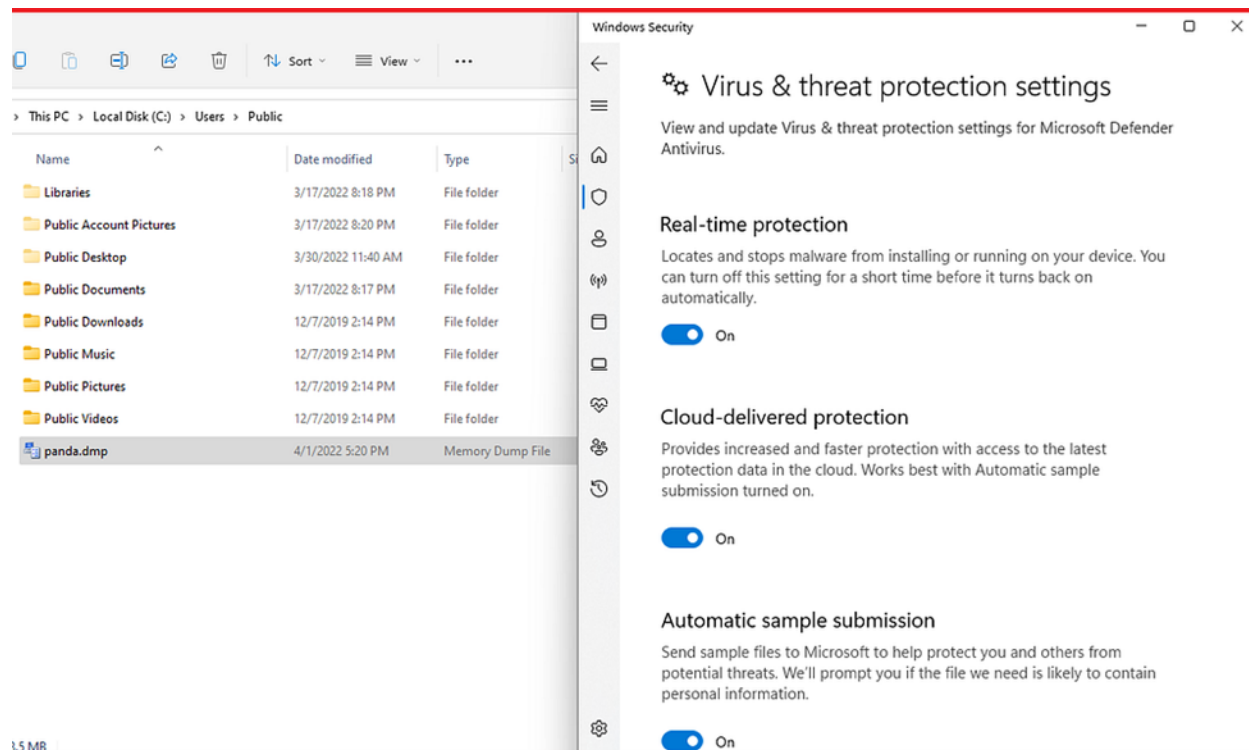 Sort
View
This PC > Local Disk (C:) > Users > Public
Name Date modified Type
Libraries 3/17/2022 8:18 PM File folder
Public Account Pictures 3/17/2022 8:20 PM File folder
Public Desktop 3/30/2022 11:40 AM File folder
Public Documents 3/17/2022 8:17 PM File folder
Public Downloads 12/7/2019 2:14 PM File folder
Public Music 12/7/2019 2:14 PM File folder
Public Pictures 12/7/2019 2:14 PM File folder
Public Videos 12/7/2019 2:14 PM File folder
panda.dmp 4/1/2022 5:20 PM Memory Dump File
Windows Security
Virus & threat protection settings
View and update Virus & threat protection settings for Microsoft Defender
Antivirus.
Real-time protection
Locates and stops malware from installing or running on your device. You
can turn off this setting for a short time before it turns back on
automatically.
On
Cloud-delivered protection
Provides increased and faster protection with access to the latest
protection data in the cloud. Works best with Automatic sample
submission turned on.
On
Automatic sample submission
Send sample files to Microsoft to help protect you and others from
potential threats. We'll prompt you if the file we need is likely to contain
personal information.
On